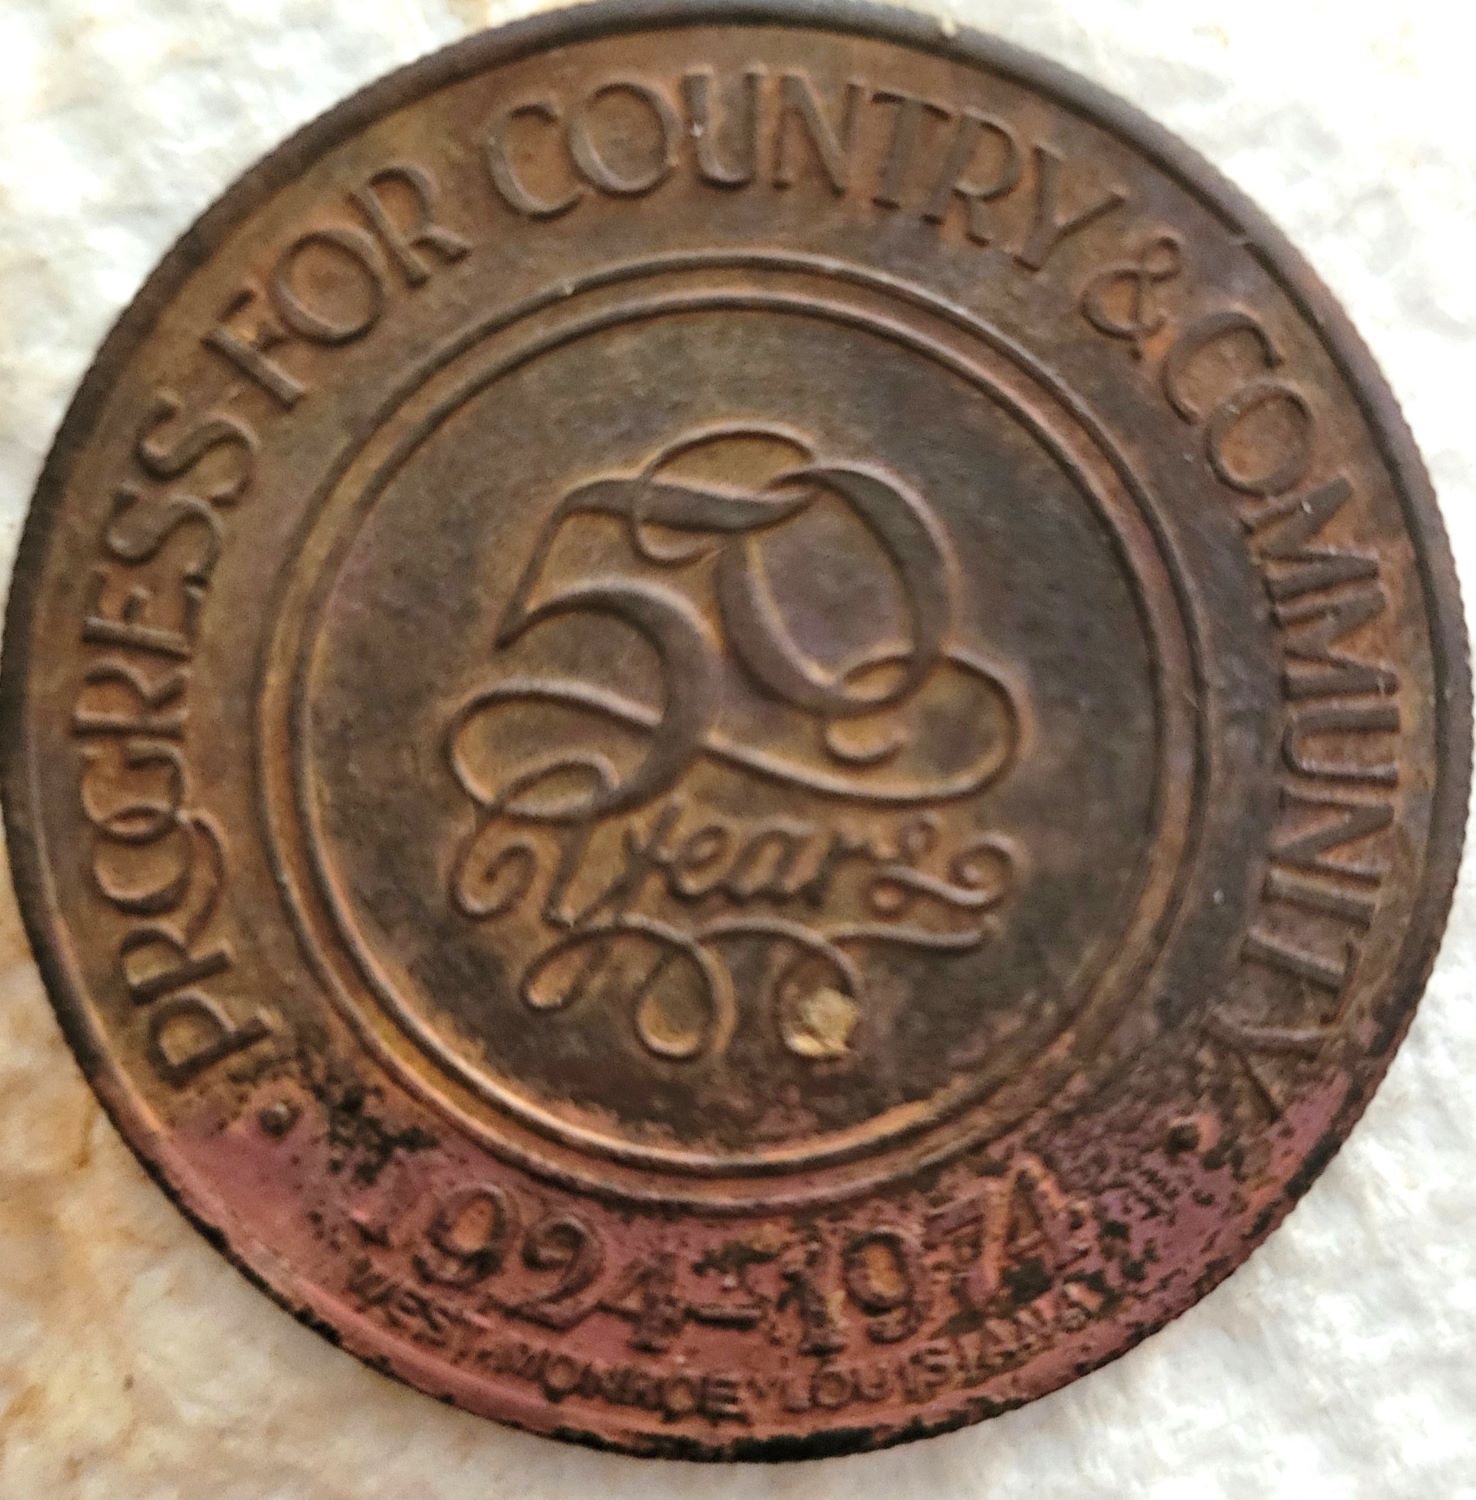 PROGRESS FOR COUNTRY & COMMUNITY
50
Years
• 1924-1974 •
WEST MONROE, LOUISIANA